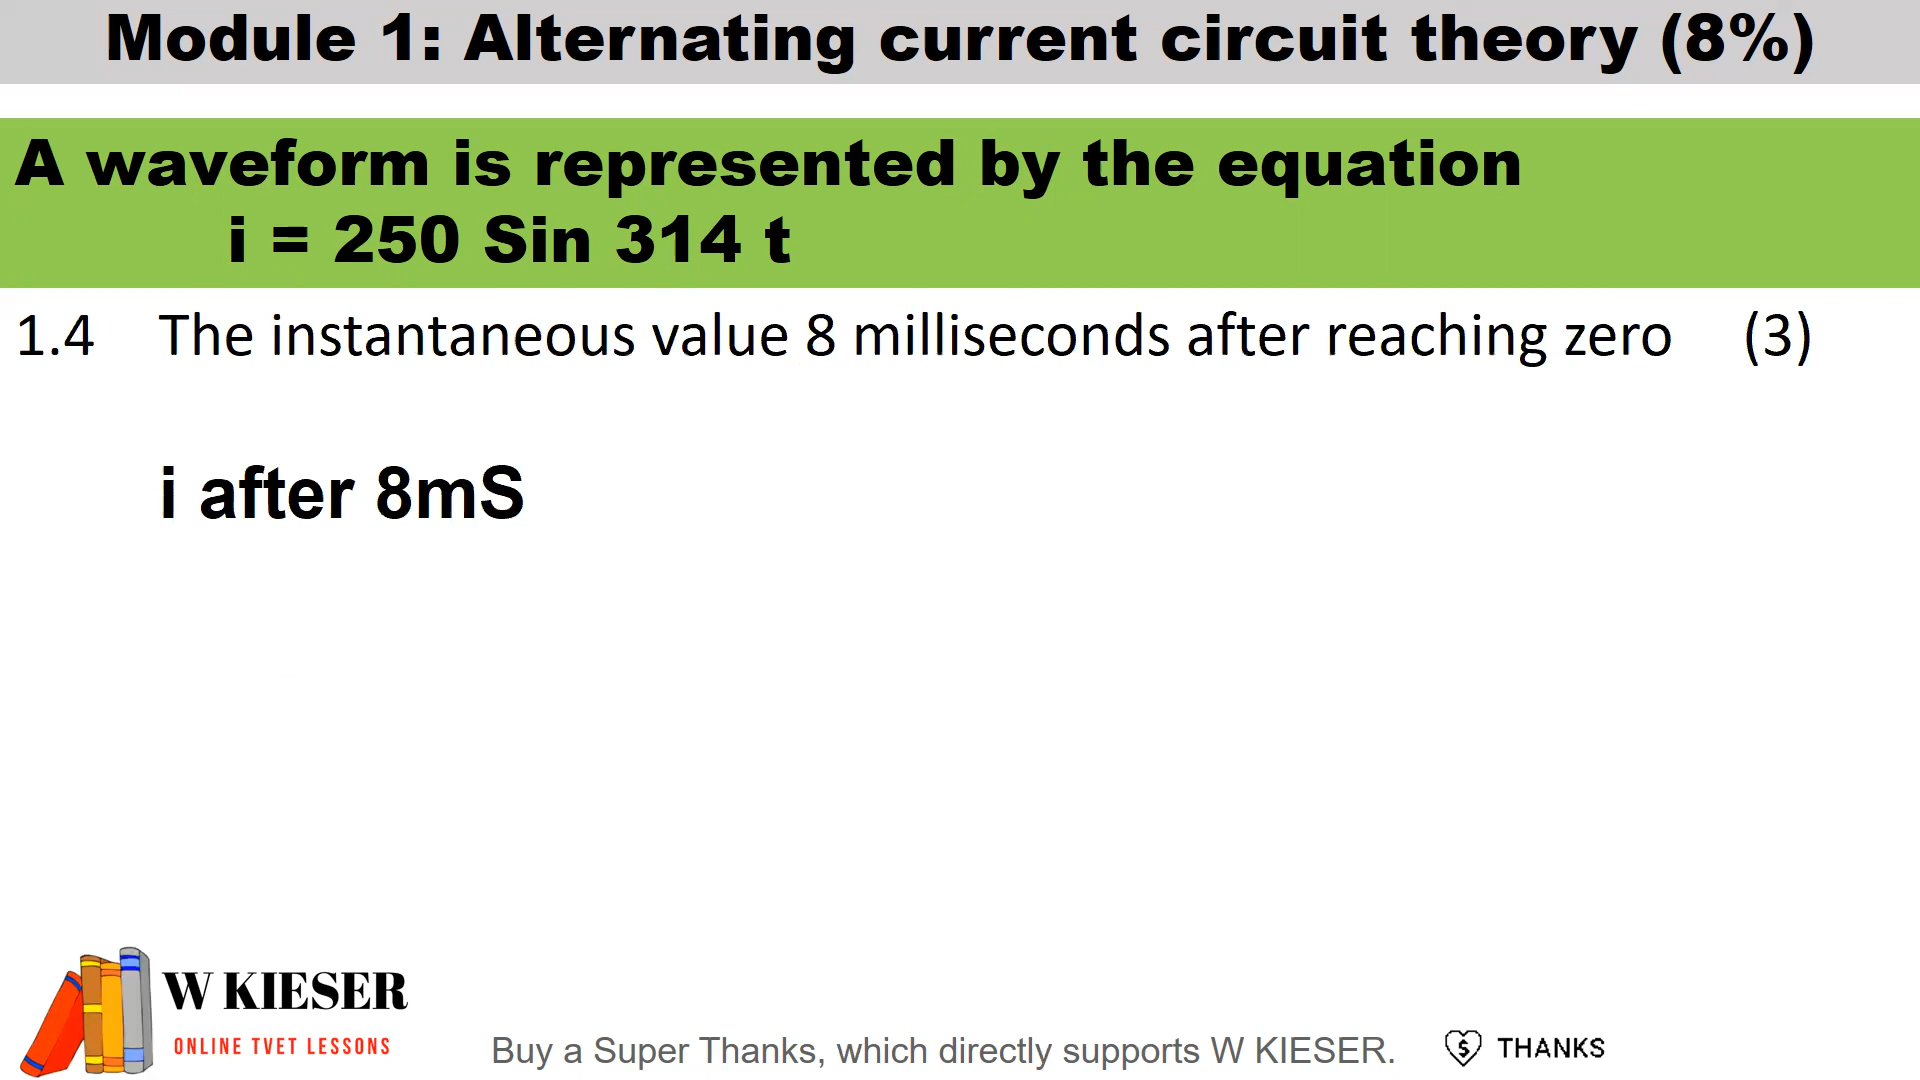 Module 1: Alternating current circuit theory (8%)
A waveform is represented by the equation
i = 250 Sin 314 t
1.4 The instantaneous value 8 milliseconds after reaching zero (3)
i after 8mS
W KIESER
ONLINE TVET LESSONS
Buy a Super Thanks, which directly supports W KIESER. $ THANKS